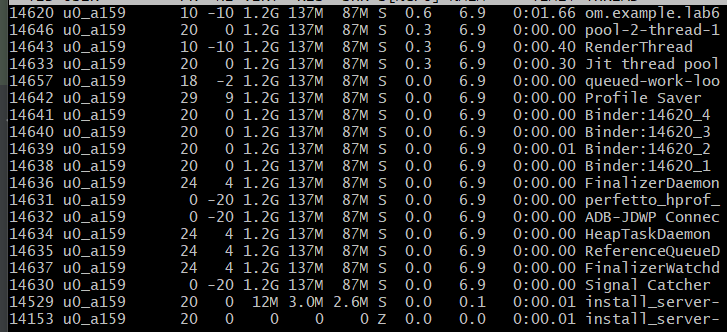 14620 u0_a159 10 -10 1.2G 137M 87M S 0.6 6.9 0:01.66 om.example.lab6
14646 u0_a159 20 0 1.2G 137M 87M S 0.3 6.9 0:00.00 pool-2-thread-1
14643 u0_a159 10 -10 1.2G 137M 87M S 0.3 6.9 0:00.40 RenderThread
14633 u0_a159 20 0 1.2G 137M 87M S 0.3 6.9 0:00.30 Jit thread pool
14657 u0_a159 18 -2 1.2G 137M 87M S 0.0 6.9 0:00.00 queued-work-loo
14642 u0_a159 29 9 1.2G 137M 87M S 0.0 6.9 0:00.00 Profile Saver
14641 u0_a159 20 0 1.2G 137M 87M S 0.0 6.9 0:00.00 Binder:14620_4
14640 u0_a159 20 0 1.2G 137M 87M S 0.0 6.9 0:00.00 Binder:14620_3
14639 u0_a159 20 0 1.2G 137M 87M S 0.0 6.9 0:00.01 Binder:14620_2
14638 u0_a159 20 0 1.2G 137M 87M S 0.0 6.9 0:00.00 Binder:14620_1
14636 u0_a159 24 4 1.2G 137M 87M S 0.0 6.9 0:00.00 FinalizerDaemon
14631 u0_a159 0 -20 1.2G 137M 87M S 0.0 6.9 0:00.00 perfetto_hprof_
14632 u0_a159 0 -20 1.2G 137M 87M S 0.0 6.9 0:00.00 ADB-JDWP Connec
14634 u0_a159 24 4 1.2G 137M 87M S 0.0 6.9 0:00.00 HeapTaskDaemon
14635 u0_a159 24 4 1.2G 137M 87M S 0.0 6.9 0:00.00 ReferenceQueueD
14637 u0_a159 24 4 1.2G 137M 87M S 0.0 6.9 0:00.00 FinalizerWatchd
14630 u0_a159 0 -20 1.2G 137M 87M S 0.0 6.9 0:00.00 Signal Catcher
14529 u0_a159 20 0 12M 3.0M 2.6M S 0.0 0.1 0:00.01 install_server-
14153 u0_a159 20 0 0 0 0 Z 0.0 0.0 0:00.01 install_server-